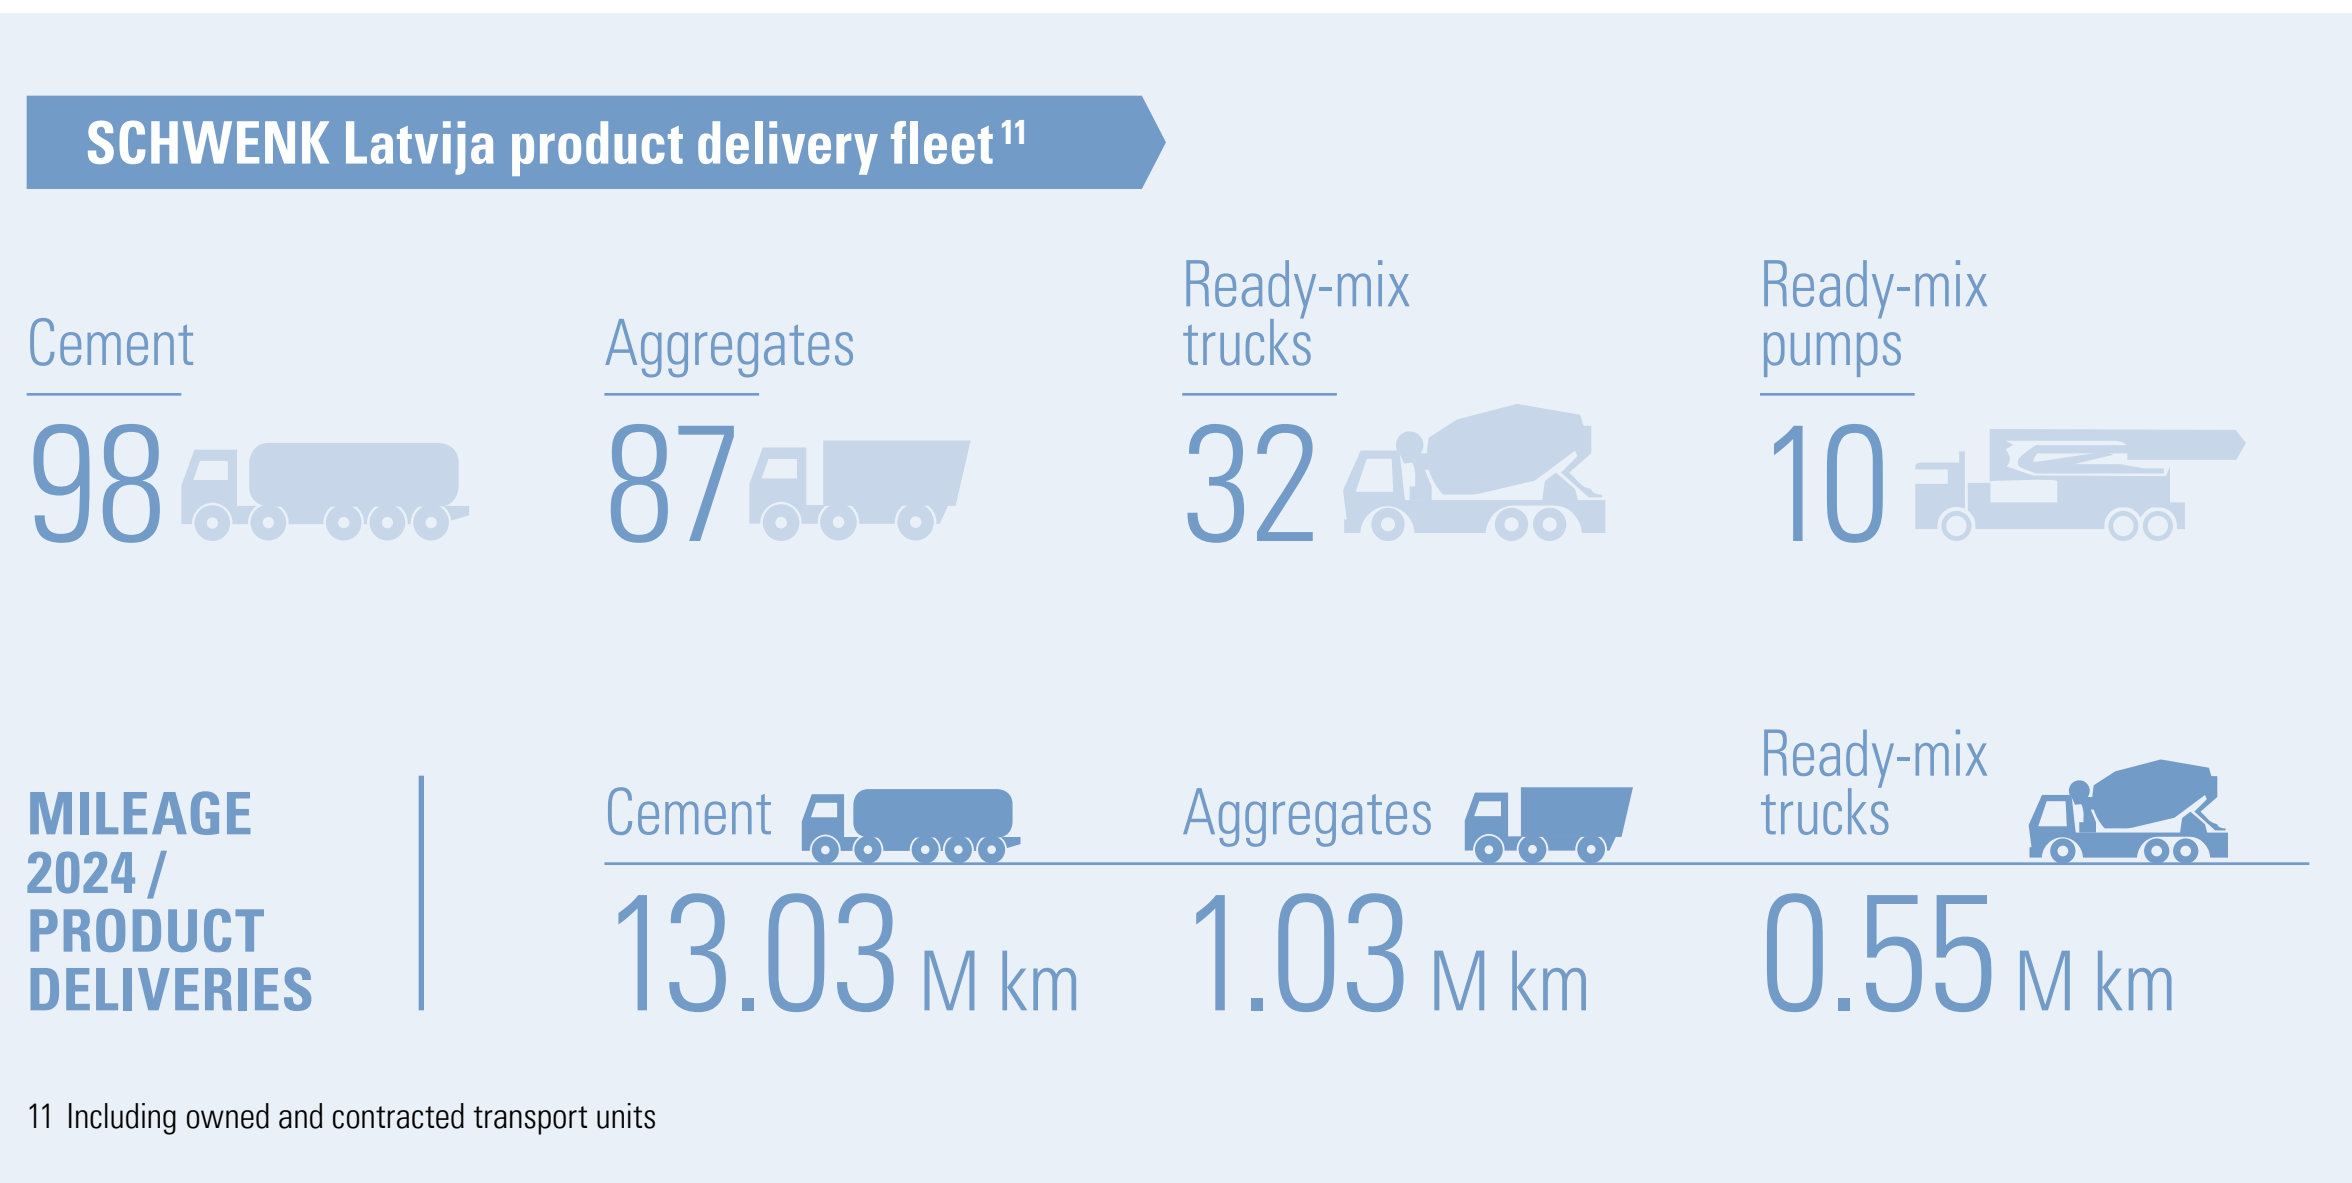 SCHWENK Latvija product delivery fleet 11
Cement
98
Aggregates
87
Ready-mix
trucks
32
Ready-mix
pumps
10
MILEAGE
2024 /
PRODUCT
DELIVERIES
Cement
13.03 M km
Aggregates
1.03 M km
Ready-mix
trucks
0.55 M km
11 Including owned and contracted transport units